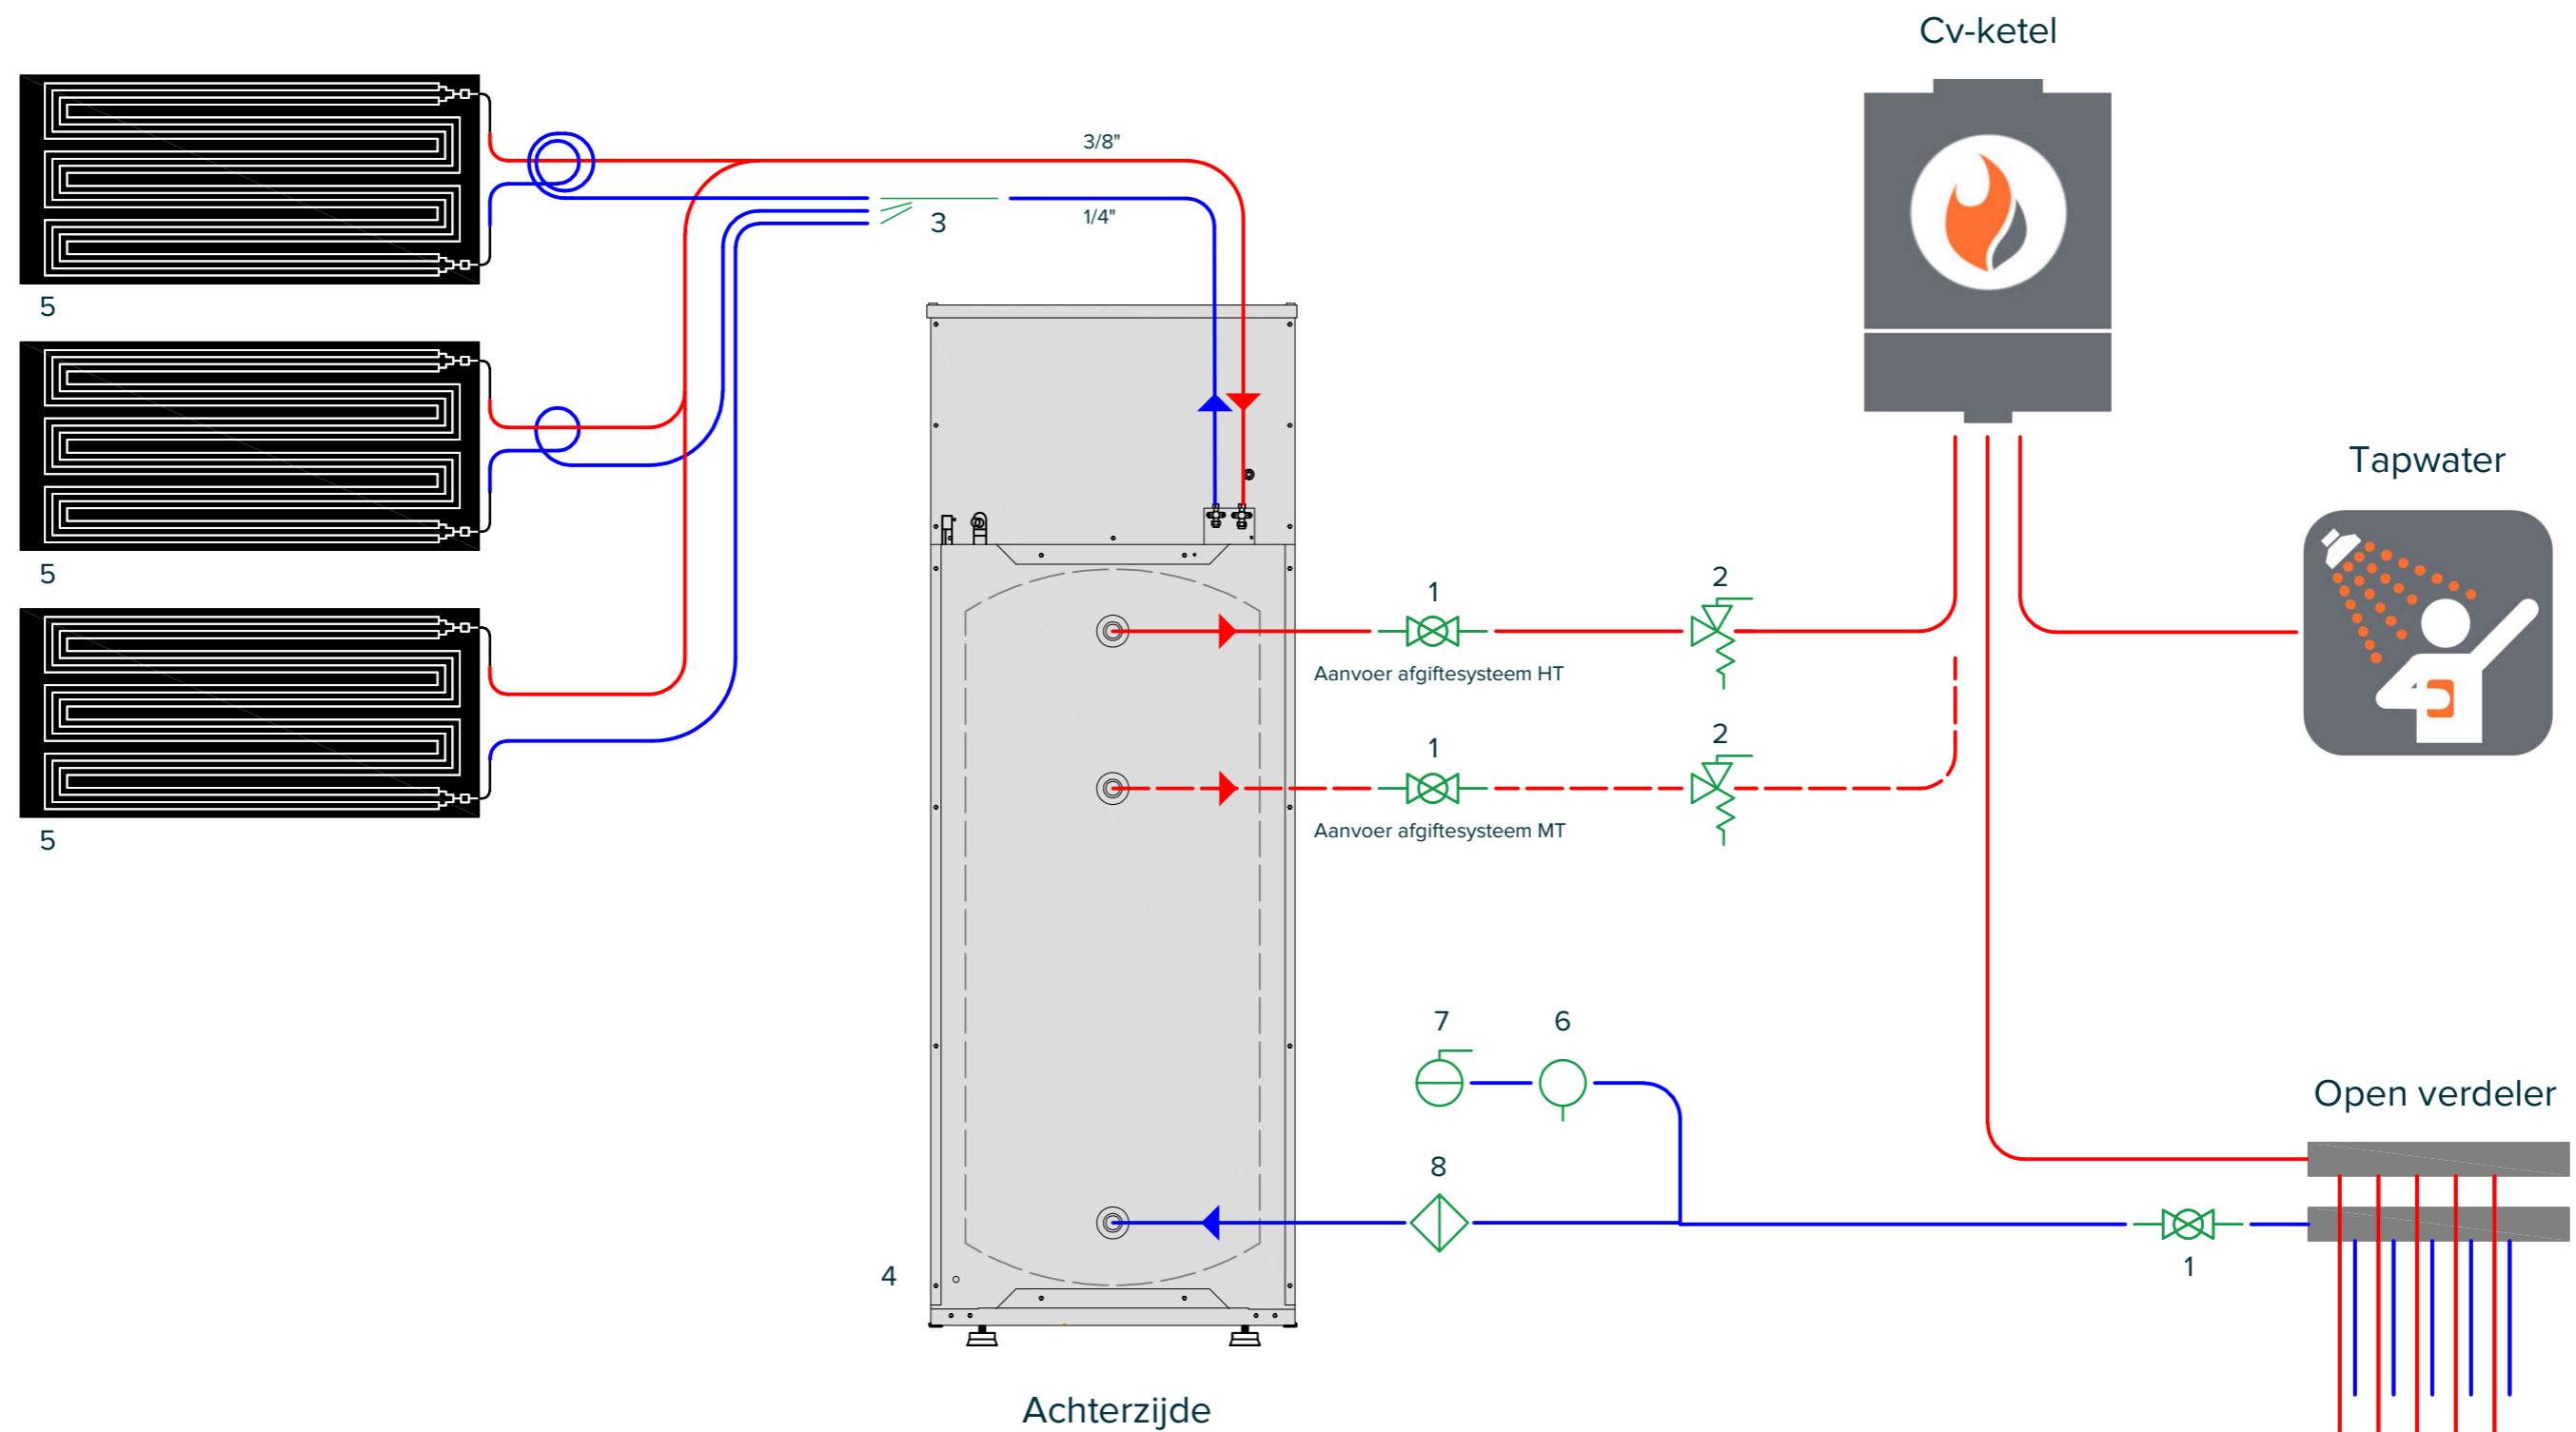 Cv-ketel
3/8"
3
1/4"
5
Tapwater
5
1
2
Aanvoer afgiftesysteem HT
1
2
Aanvoer afgiftesysteem MT
5
7
6
Open verdeler
8
4
1
Achterzijde